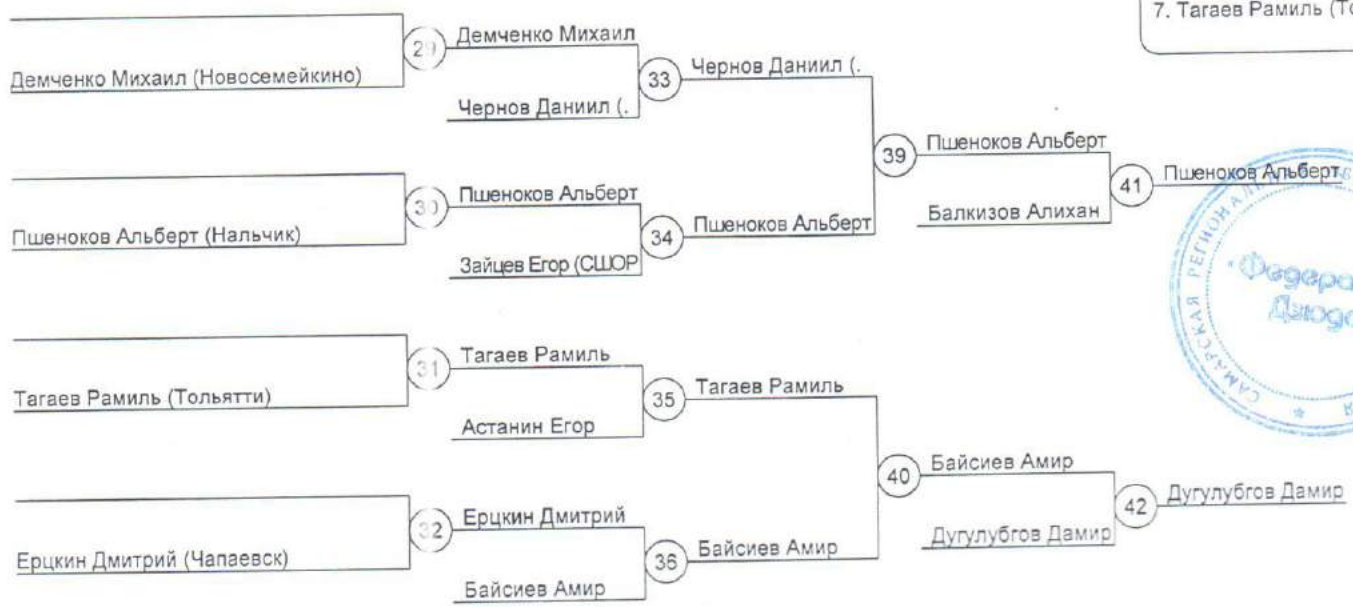 7. Тагаев Рамиль
29
Демченко Михаил
Демченко Михаил (Новосемейкино)
33
Чернов Даниил (.
Чернов Даниил (.
39
Пшеноков Альберт
30
Пшеноков Альберт
Пшеноков Альберт (Нальчик)
34
Пшеноков Альберт
Зайцев Егор (СШОР
41
Пшеноков Альберт
Балкизов Алихан
31
Тагаев Рамиль
Тагаев Рамиль (Тольятти)
35
Тагаев Рамиль
Астанин Егор
40
Байсиев Амир
32
Ерцкин Дмитрий
Ерцкин Дмитрий (Чапаевск)
36
Байсиев Амир
Байсиев Амир
42
Дугулубгов Дамир
Дугулубгов Дамир
САМАРСКАЯ